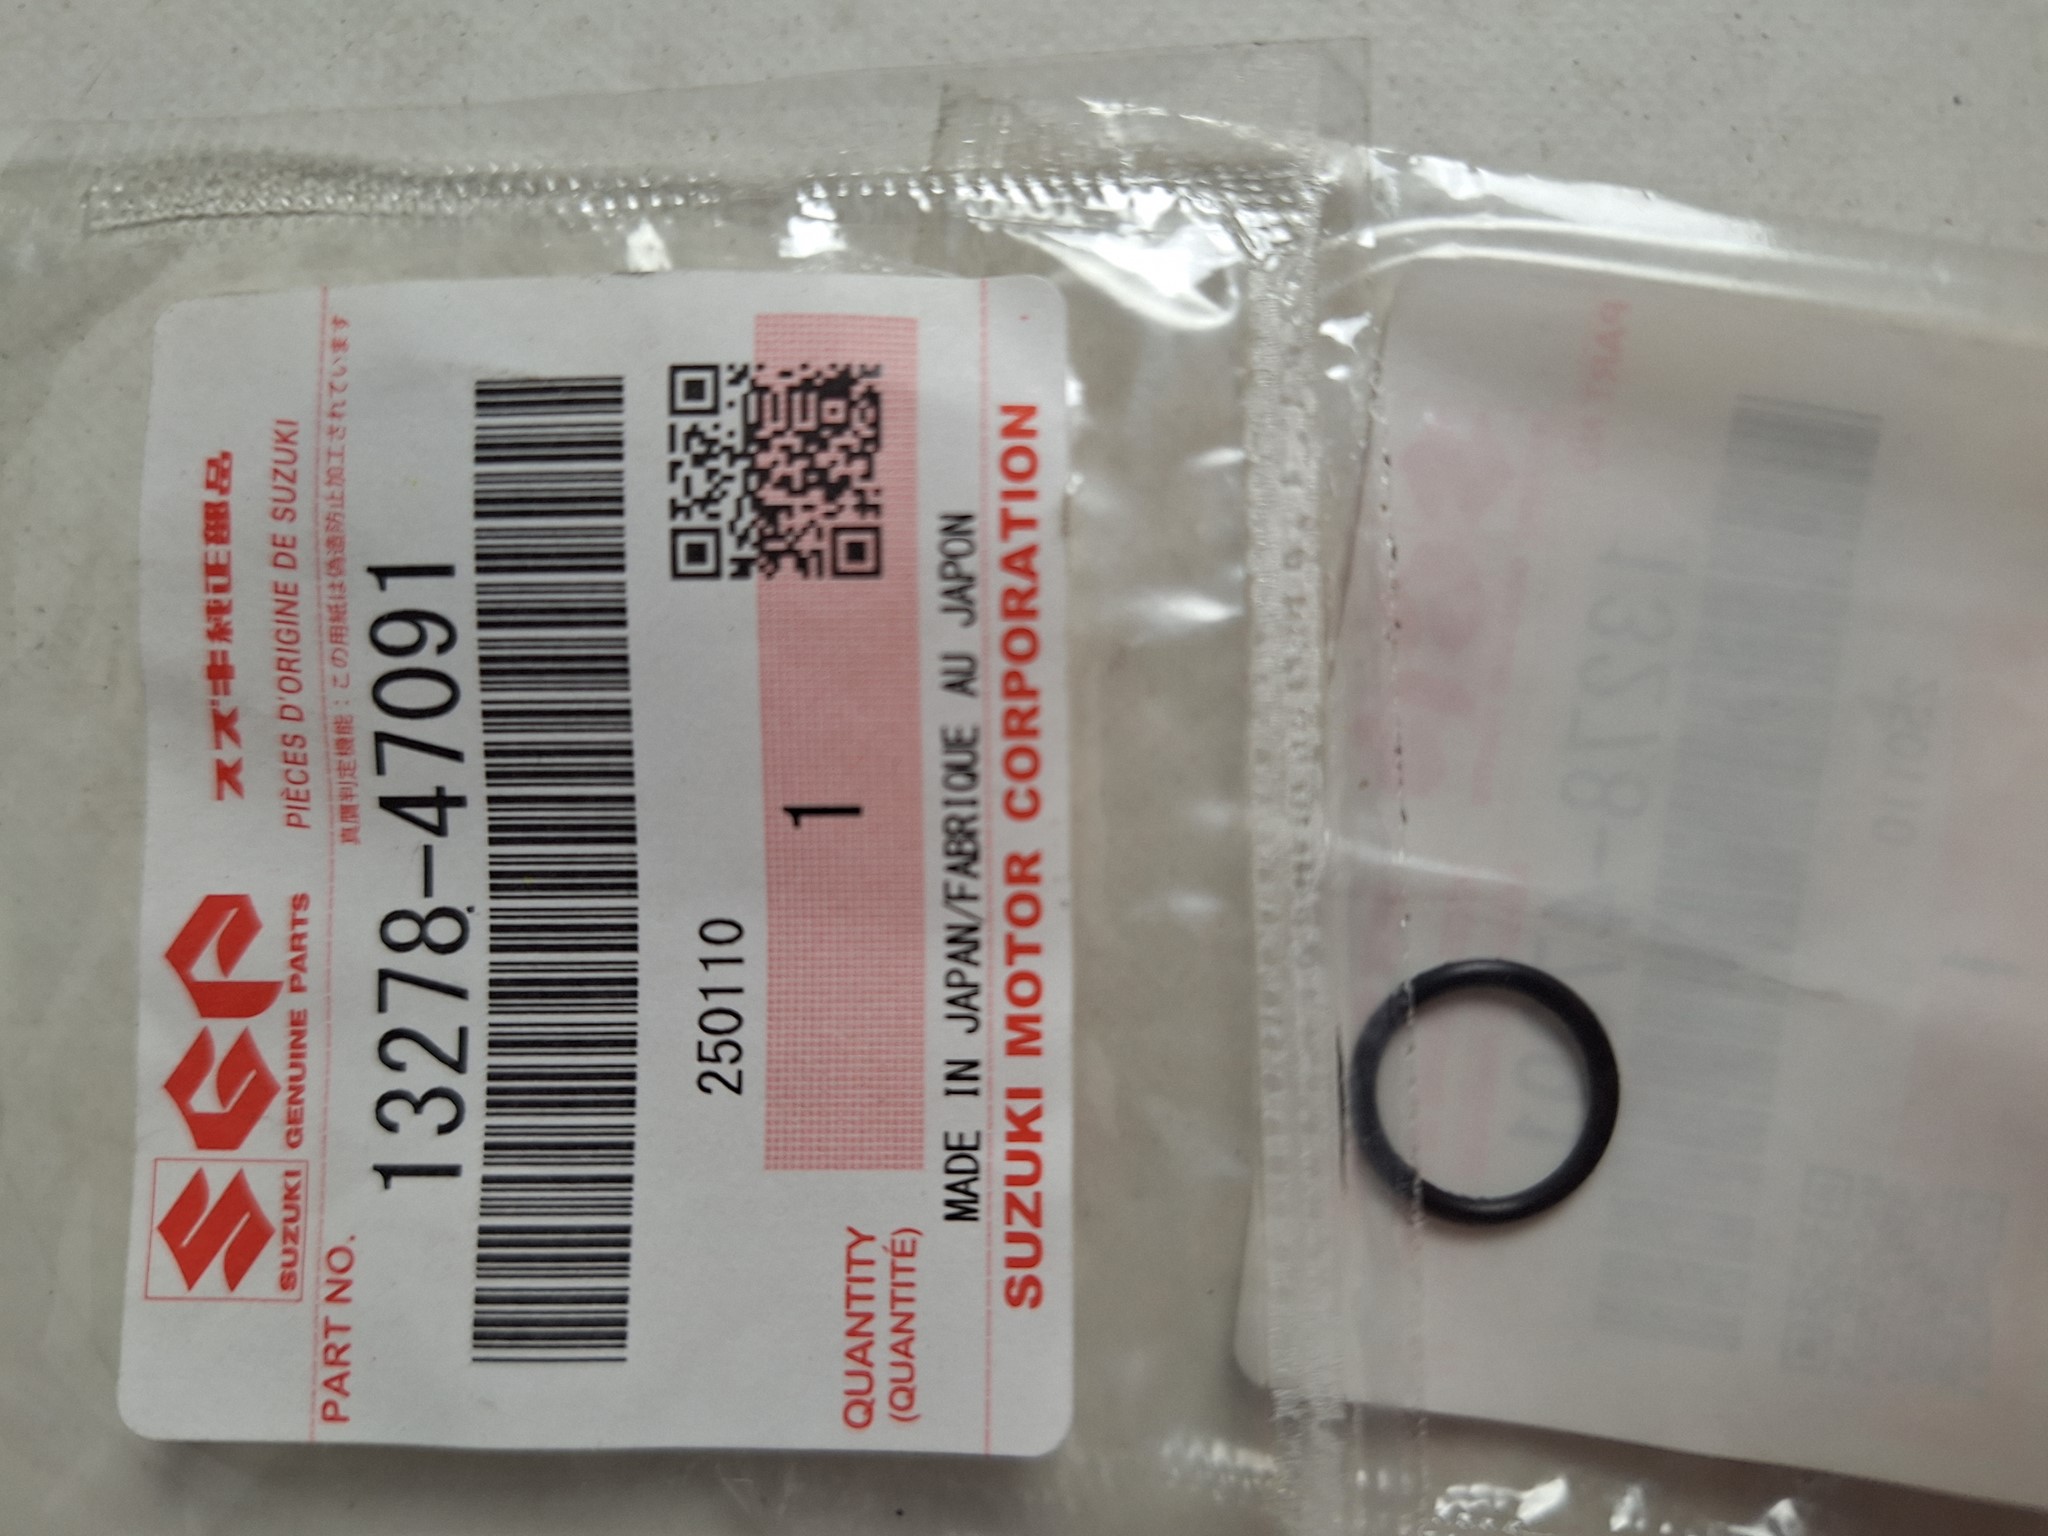 SGP
スズキ純正部品
SUZUKI GENUINE PARTS
PIÈCES D'ORIGINE DE SUZUKI
真贋判定機能：この用紙は偽造防止加工されています
PART NO.
13278-47091
250110
QUANTITY
(QUANTITÉ)
1
MADE IN JAPAN/FABRIQUE AU JAPON
SUZUKI MOTOR CORPORATION